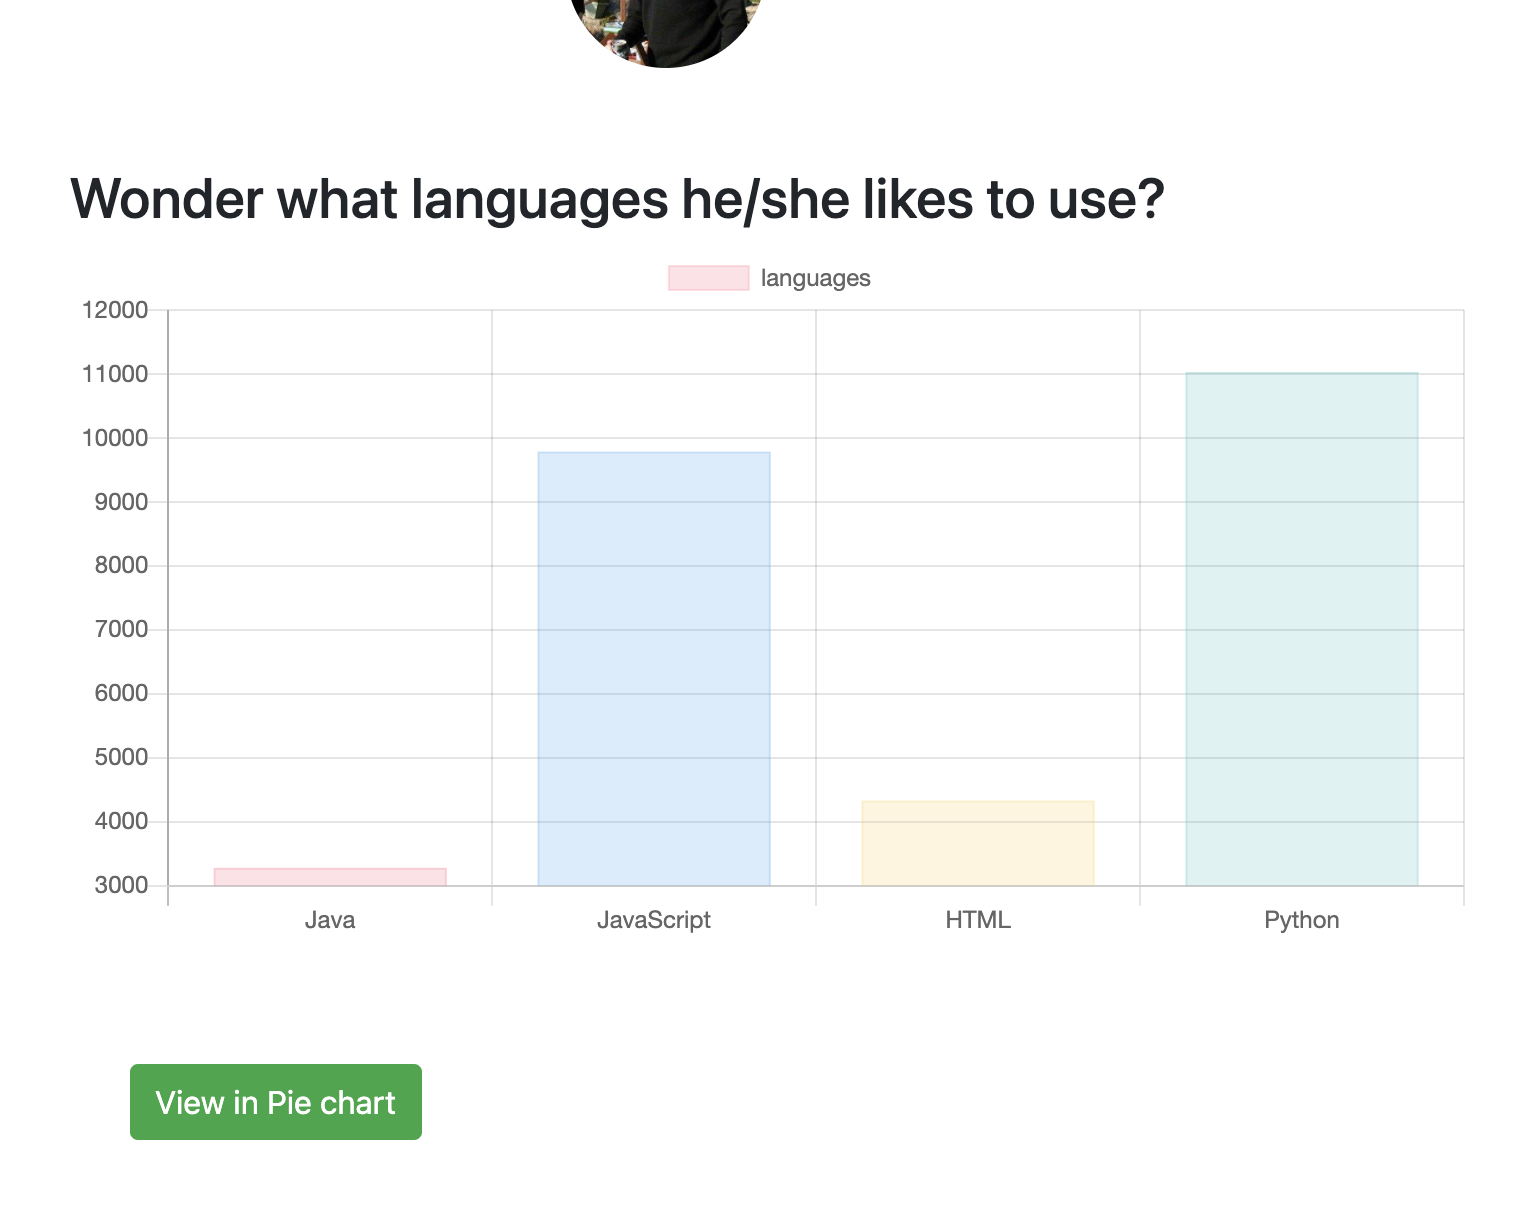 Wonder what languages he/she likes to use?
languages
12000
11000
10000
9000
8000
7000
6000
5000
4000
3000
Java JavaScript HTML Python
View in Pie chart